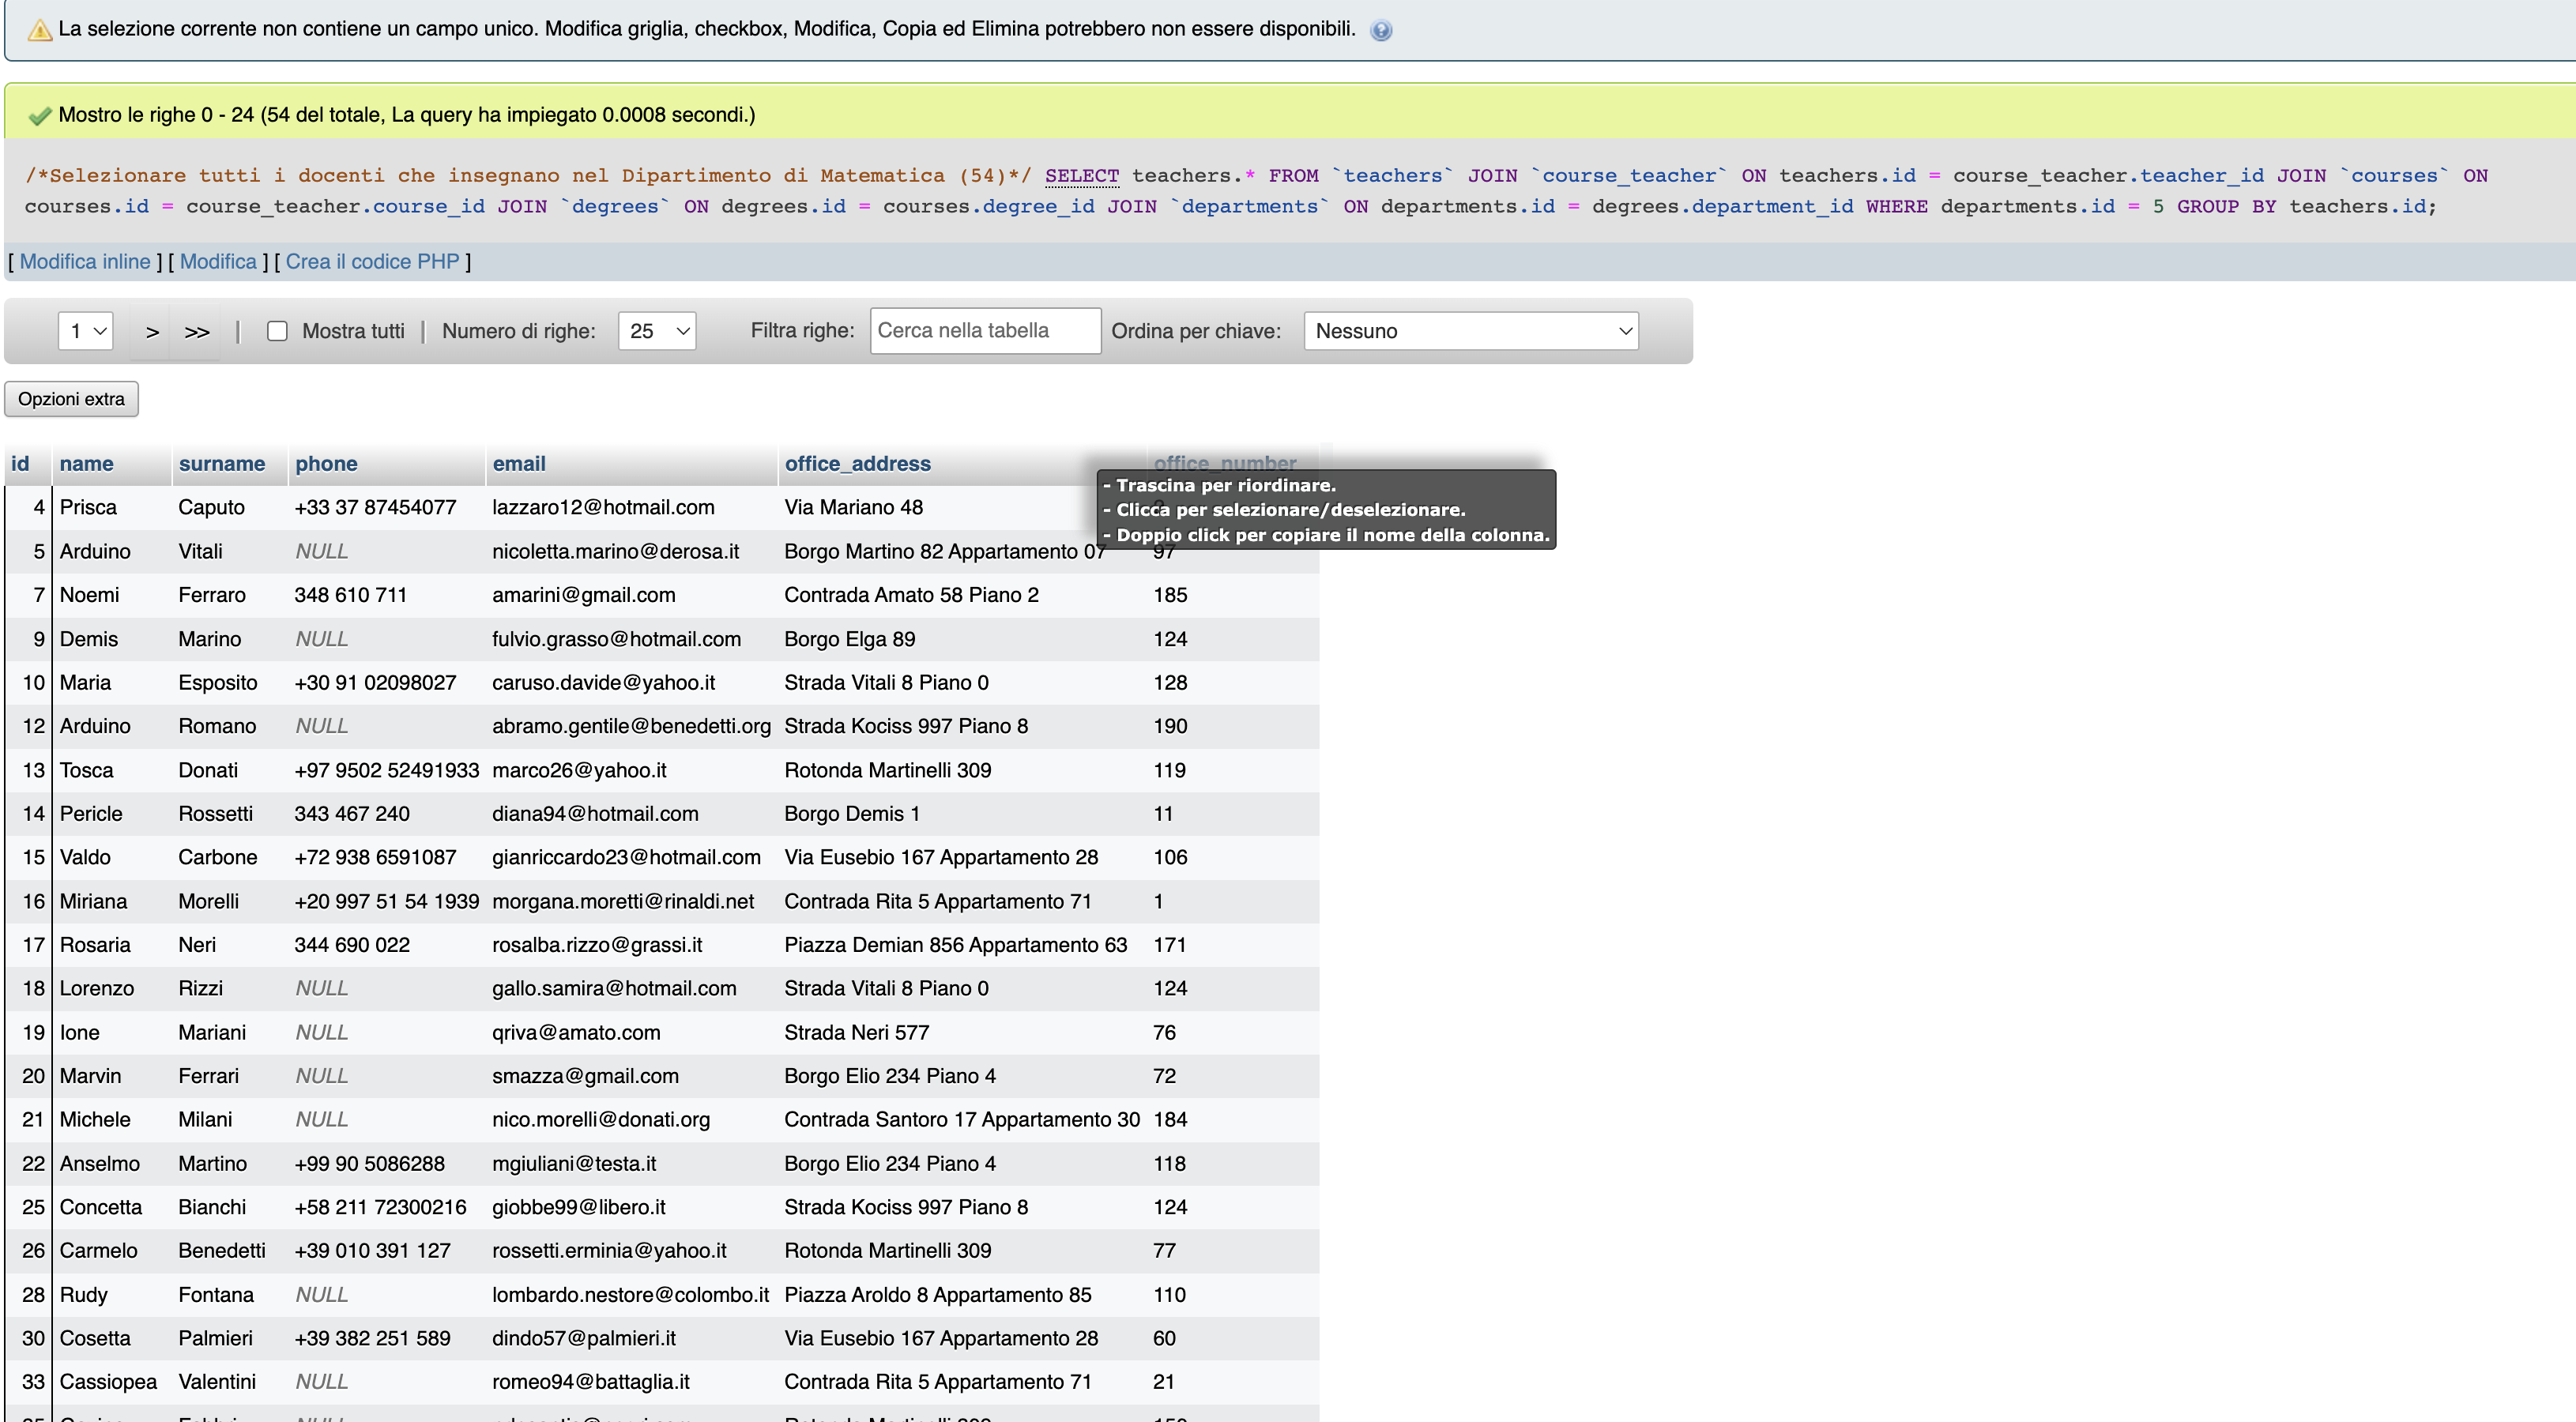 La selezione corrente non contiene un campo unico. Modifica griglia, checkbox, Modifica, Copia ed Elimina potrebbero non essere disponibili.
Mostro le righe 0 - 24 (54 del totale, La query ha impiegato 0.0008 secondi.)
/*Selezionare tutti i docenti che insegnano nel Dipartimento di Matematica (54)*/ SELECT teachers.* FROM `teachers` JOIN `course_teacher` ON teachers.id = course_teacher.teacher_id JOIN `courses` ON
courses.id = course_teacher.course_id JOIN `degrees` ON degrees.id = courses.degree_id JOIN `departments` ON departments.id = degrees.department_id WHERE departments.id = 5 GROUP BY teachers.id;
[ Modifica inline ] [ Modifica ] [ Crea il codice PHP ]
1 > >> | Mostra tutti | Numero di righe: 25 Filtra righe: Cerca nella tabella Ordina per chiave: Nessuno
Opzioni extra
id name surname phone email office_address office_number
- Trascina per riordinare.
- Clicca per selezionare/deselezionare.
- Doppio click per copiare il nome della colonna.
4 Prisca Caputo +33 37 87454077 lazzaro12@hotmail.com Via Mariano 48
5 Arduino Vitali NULL nicoletta.marino@derosa.it Borgo Martino 82 Appartamento 07 97
7 Noemi Ferraro 348 610 711 amarini@gmail.com Contrada Amato 58 Piano 2 185
9 Demis Marino NULL fulvio.grasso@hotmail.com Borgo Elga 89 124
10 Maria Esposito +30 91 02098027 caruso.davide@yahoo.it Strada Vitali 8 Piano 0 128
12 Arduino Romano NULL abramo.gentile@benedetti.org Strada Kociss 997 Piano 8 190
13 Tosca Donati +97 9502 52491933 marco26@yahoo.it Rotonda Martinelli 309 119
14 Pericle Rossetti 343 467 240 diana94@hotmail.com Borgo Demis 1 11
15 Valdo Carbone +72 938 6591087 gianriccardo23@hotmail.com Via Eusebio 167 Appartamento 28 106
16 Miriana Morelli +20 997 51 54 1939 morgana.moretti@rinaldi.net Contrada Rita 5 Appartamento 71 1
17 Rosaria Neri 344 690 022 rosalba.rizzo@grassi.it Piazza Demian 856 Appartamento 63 171
18 Lorenzo Rizzi NULL gallo.samira@hotmail.com Strada Vitali 8 Piano 0 124
19 Ione Mariani NULL qriva@amato.com Strada Neri 577 76
20 Marvin Ferrari NULL smazza@gmail.com Borgo Elio 234 Piano 4 72
21 Michele Milani NULL nico.morelli@donati.org Contrada Santoro 17 Appartamento 30 184
22 Anselmo Martino +99 90 5086288 mgiuliani@testa.it Borgo Elio 234 Piano 4 118
25 Concetta Bianchi +58 211 72300216 giobbe99@libero.it Strada Kociss 997 Piano 8 124
26 Carmelo Benedetti +39 010 391 127 rossetti.erminia@yahoo.it Rotonda Martinelli 309 77
28 Rudy Fontana NULL lombardo.nestore@colombo.it Piazza Aroldo 8 Appartamento 85 110
30 Cosetta Palmieri +39 382 251 589 dindo57@palmieri.it Via Eusebio 167 Appartamento 28 60
33 Cassiopea Valentini NULL romeo94@battaglia.it Contrada Rita 5 Appartamento 71 21